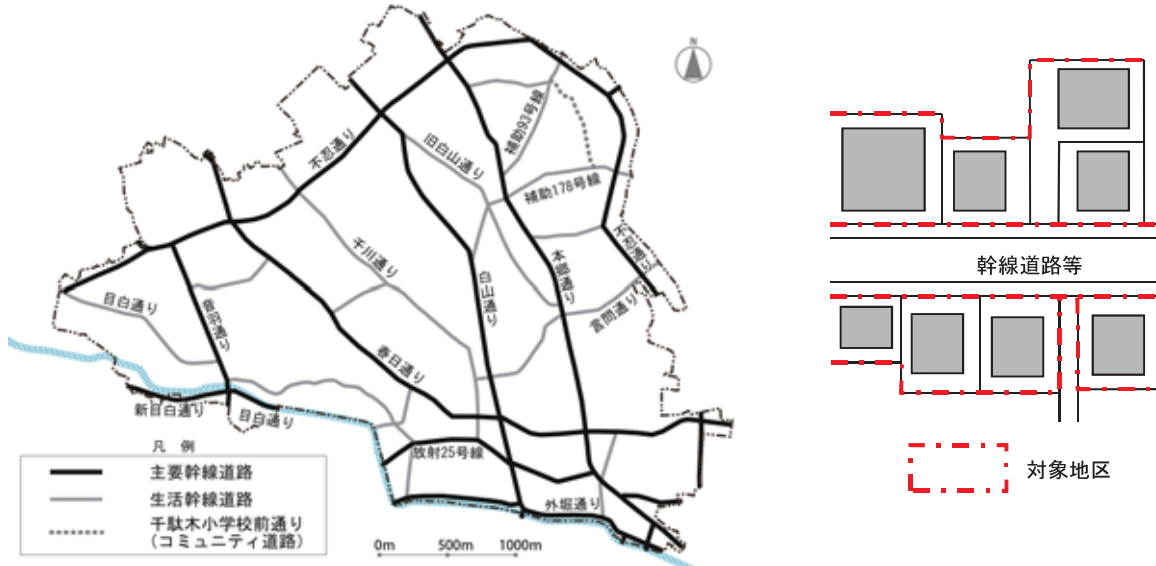 N
不忍通り
旧白山通り
補助93号線
補助178号線
不忍通り
千川通り
白山通り
本郷通り
言問通り
目白通り
音羽通り
春日通り
新目白通り
目白通り
放射25号線
外堀通り
凡 例
主要幹線道路
生活幹線道路
千駄木小学校前通り
(コミュニティ道路)
0m 500m 1000m
幹線道路等
対象地区